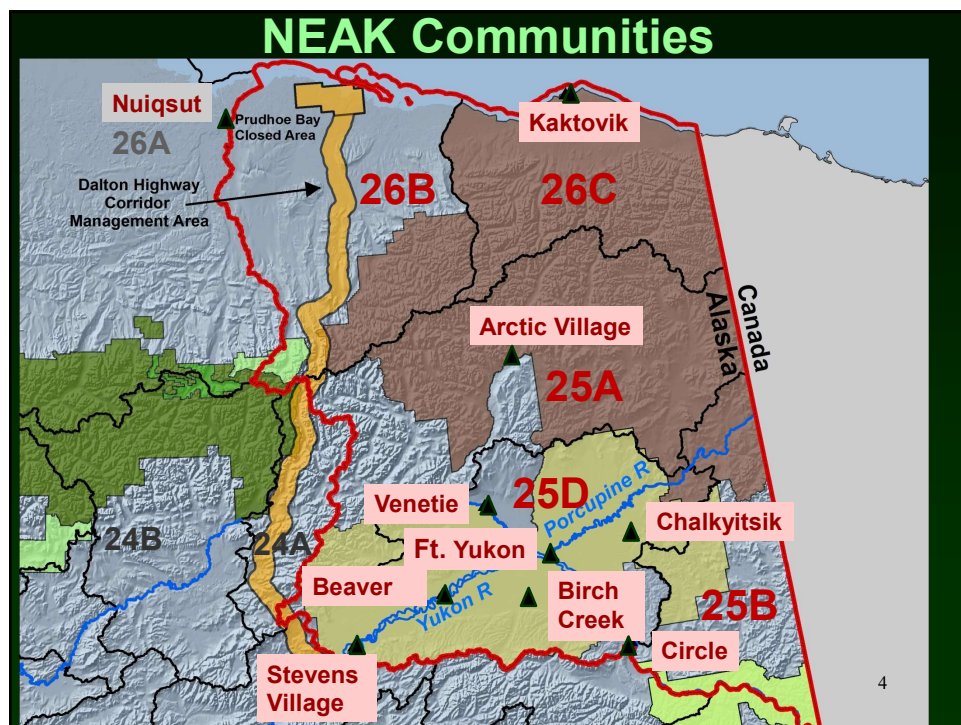 NEAK Communities
Nuiqsut
26A
Prudhoe Bay
Closed Area
Kaktovik
Dalton Highway
Corridor
Management Area
26B
26C
Canada
Alaska
Arctic Village
25A
25D
Porcupine R
Venetie
Chalkyitsik
24B
24A
Ft. Yukon
Beaver
Yukon R
Birch
Creek
25B
Circle
Stevens
Village
4